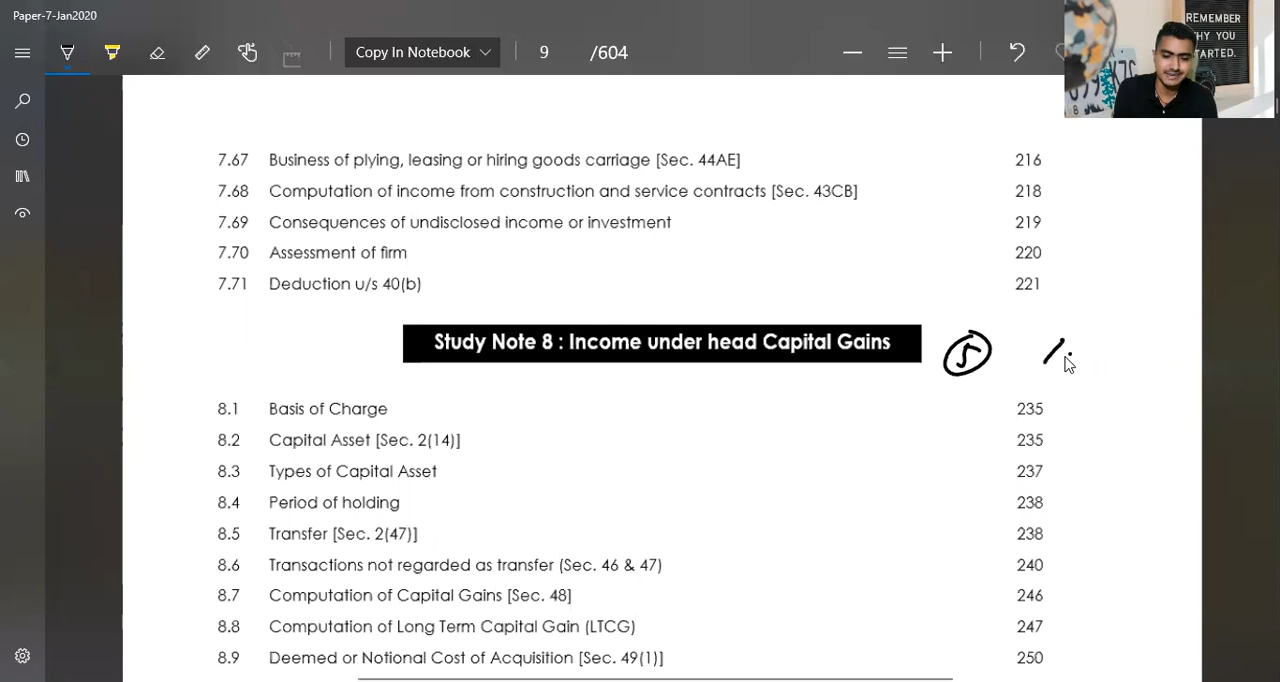 Paper-7-Jan2020
Copy In Notebook 9 /604
REMEMBER
WHY YOU
STARTED.
7.67 Business of plying, leasing or hiring goods carriage [Sec. 44AE] 216
7.68 Computation of income from construction and service contracts [Sec. 43CB] 218
7.69 Consequences of undisclosed income or investment 219
7.70 Assessment of firm 220
7.71 Deduction u/s 40(b) 221
Study Note 8 : Income under head Capital Gains 5
8.1 Basis of Charge 235
8.2 Capital Asset [Sec. 2(14)] 235
8.3 Types of Capital Asset 237
8.4 Period of holding 238
8.5 Transfer [Sec. 2(47)] 238
8.6 Transactions not regarded as transfer (Sec. 46 & 47) 240
8.7 Computation of Capital Gains [Sec. 48] 246
8.8 Computation of Long Term Capital Gain (LTCG) 247
8.9 Deemed or Notional Cost of Acquisition [Sec. 49(1)] 250